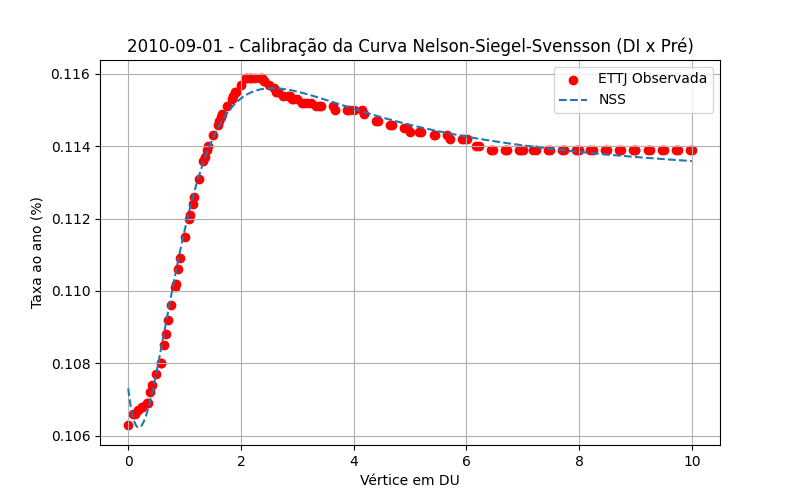 2010-09-01 - Calibração da Curva Nelson-Siegel-Svensson (DI x Pré)
ETTJ Observada
NSS
Taxa ao ano (%)
0.116
0.114
0.112
0.110
0.108
0.106
0 2 4 6 8 10
Vértice em DU